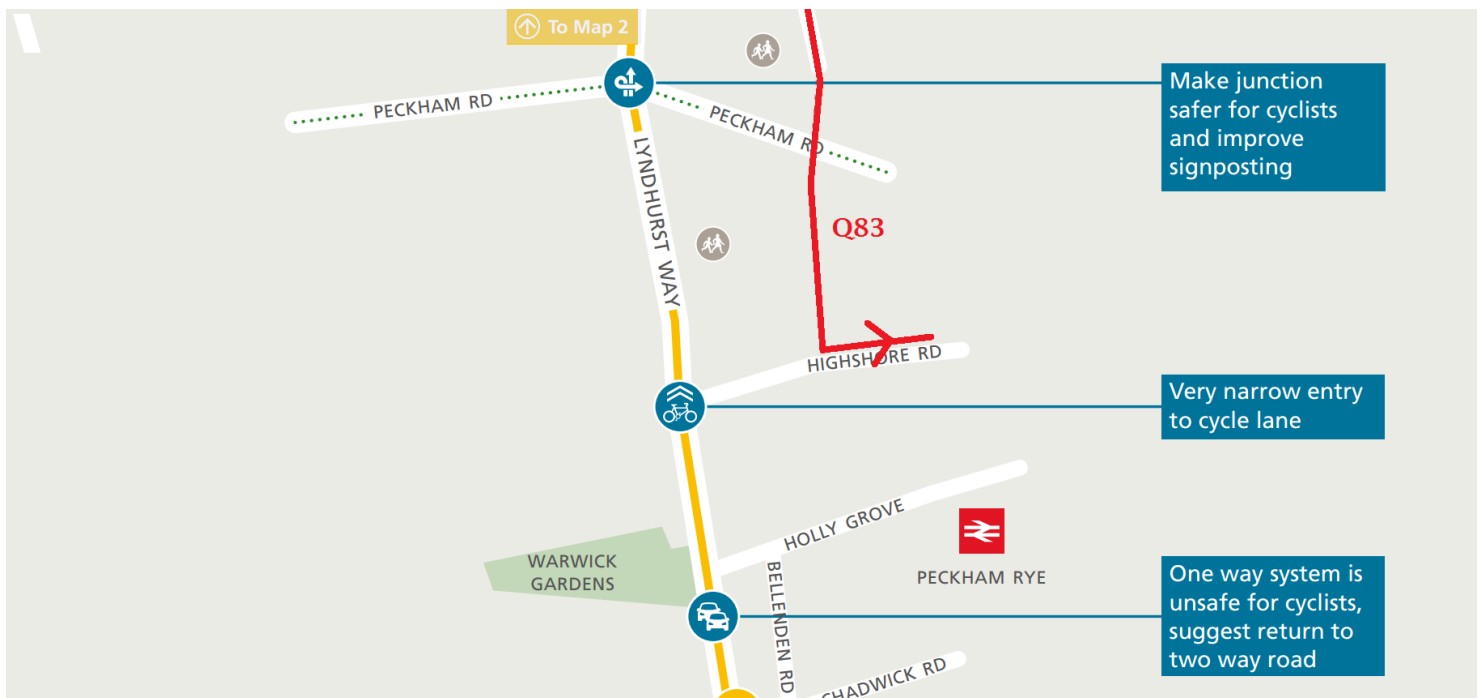 To Map 2
PECKHAM RD
PECKHAM RD
Make junction
safer for cyclists
and improve
signposting
LYNDHURST WAY
Q83
HIGHSHORE RD
Very narrow entry
to cycle lane
HOLLY GROVE
WARWICK
GARDENS
BELLENDEN RD
PECKHAM RYE
One way system is
unsafe for cyclists,
suggest return to
two way road
CHADWICK RD